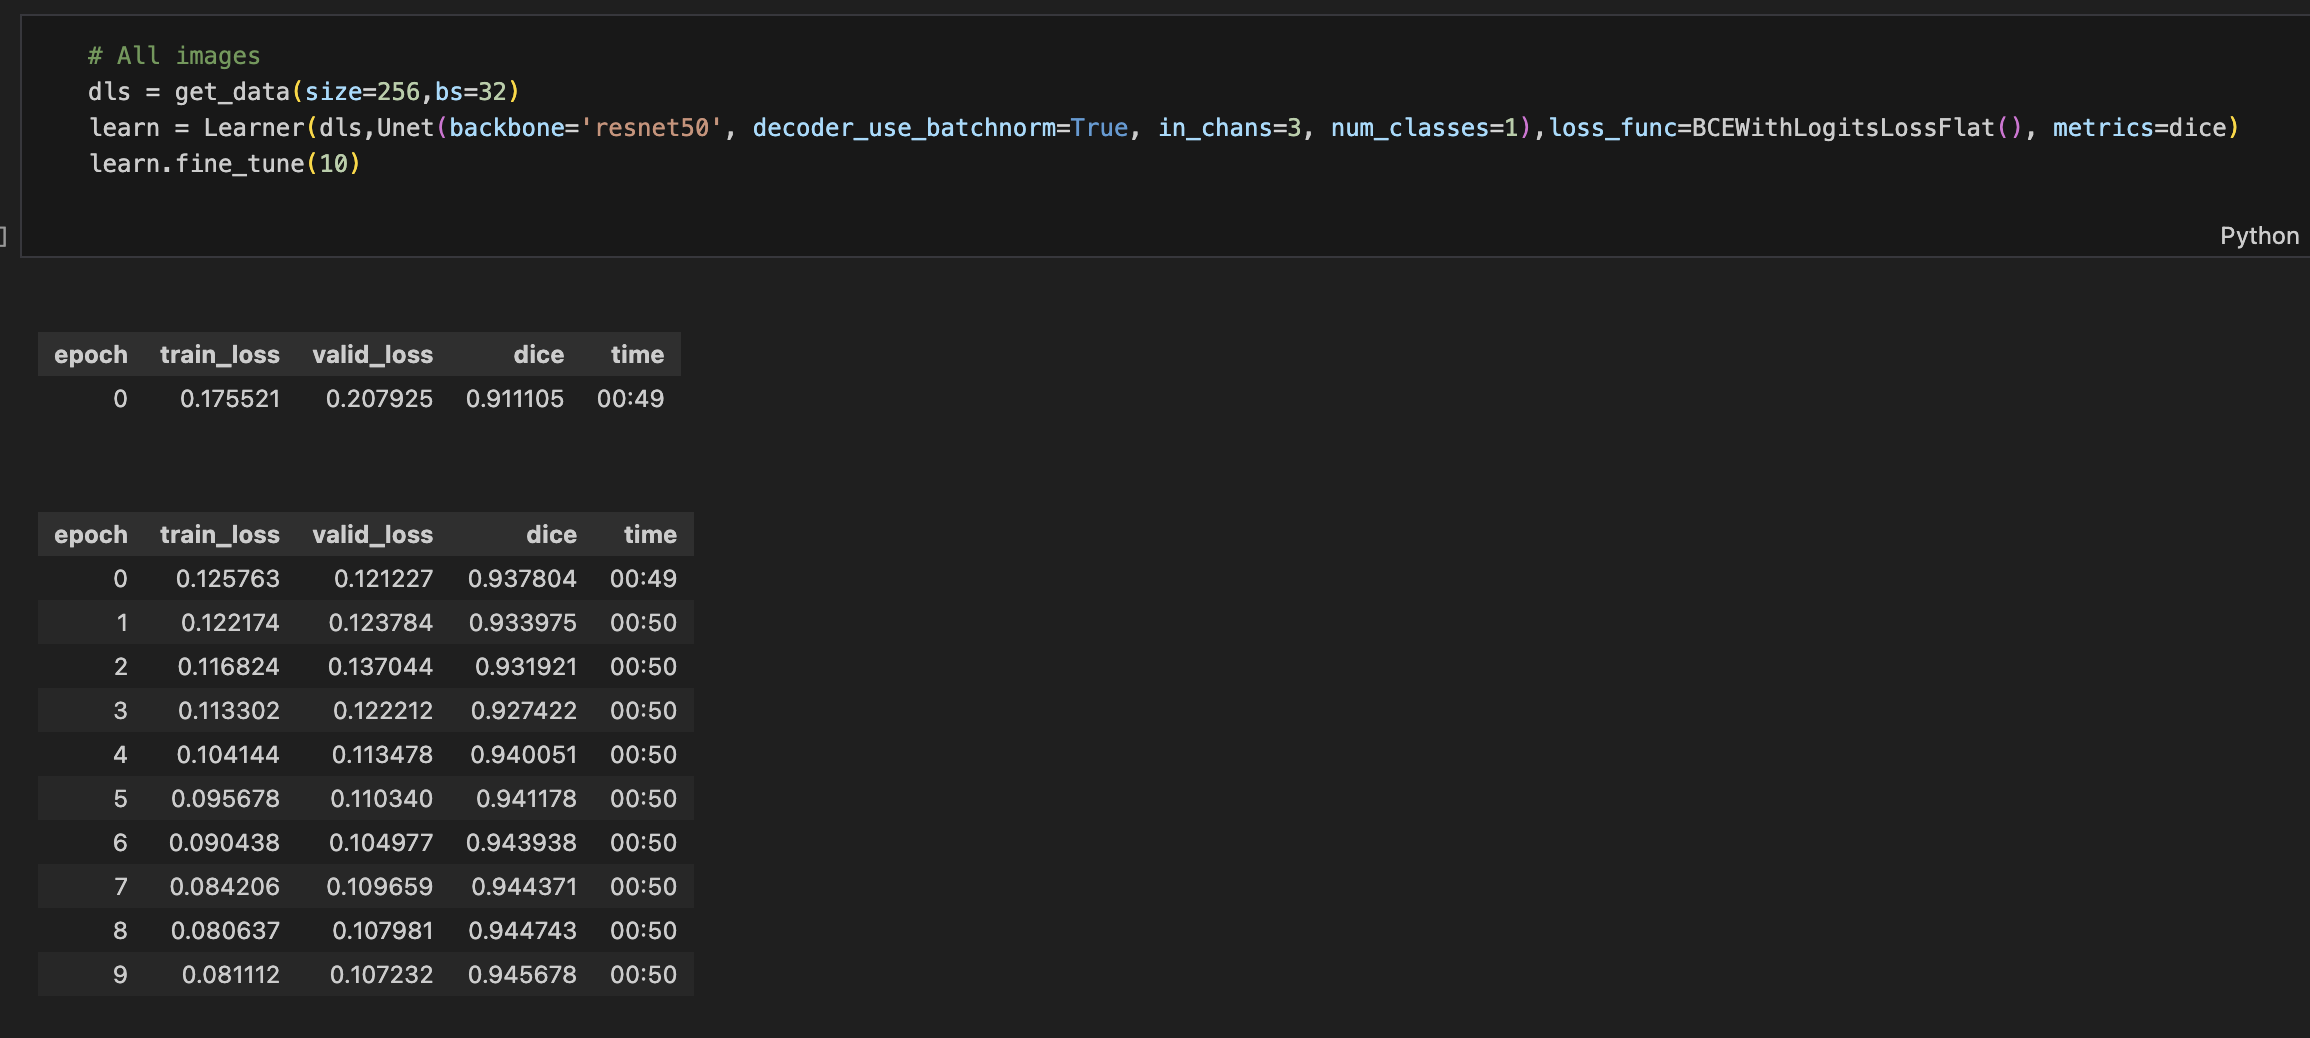 # All images
dls = get_data(size=256,bs=32)
learn = Learner(dls,Unet(backbone='resnet50', decoder_use_batchnorm=True, in_chans=3, num_classes=1),loss_func=BCEWithLogitsLossFlat(), metrics=dice)
learn.fine_tune(10)
]
Python
epoch train_loss valid_loss dice time
0 0.175521 0.207925 0.911105 00:49
epoch train_loss valid_loss dice time
0 0.125763 0.121227 0.937804 00:49
1 0.122174 0.123784 0.933975 00:50
2 0.116824 0.137044 0.931921 00:50
3 0.113302 0.122212 0.927422 00:50
4 0.104144 0.113478 0.940051 00:50
5 0.095678 0.110340 0.941178 00:50
6 0.090438 0.104977 0.943938 00:50
7 0.084206 0.109659 0.944371 00:50
8 0.080637 0.107981 0.944743 00:50
9 0.081112 0.107232 0.945678 00:50